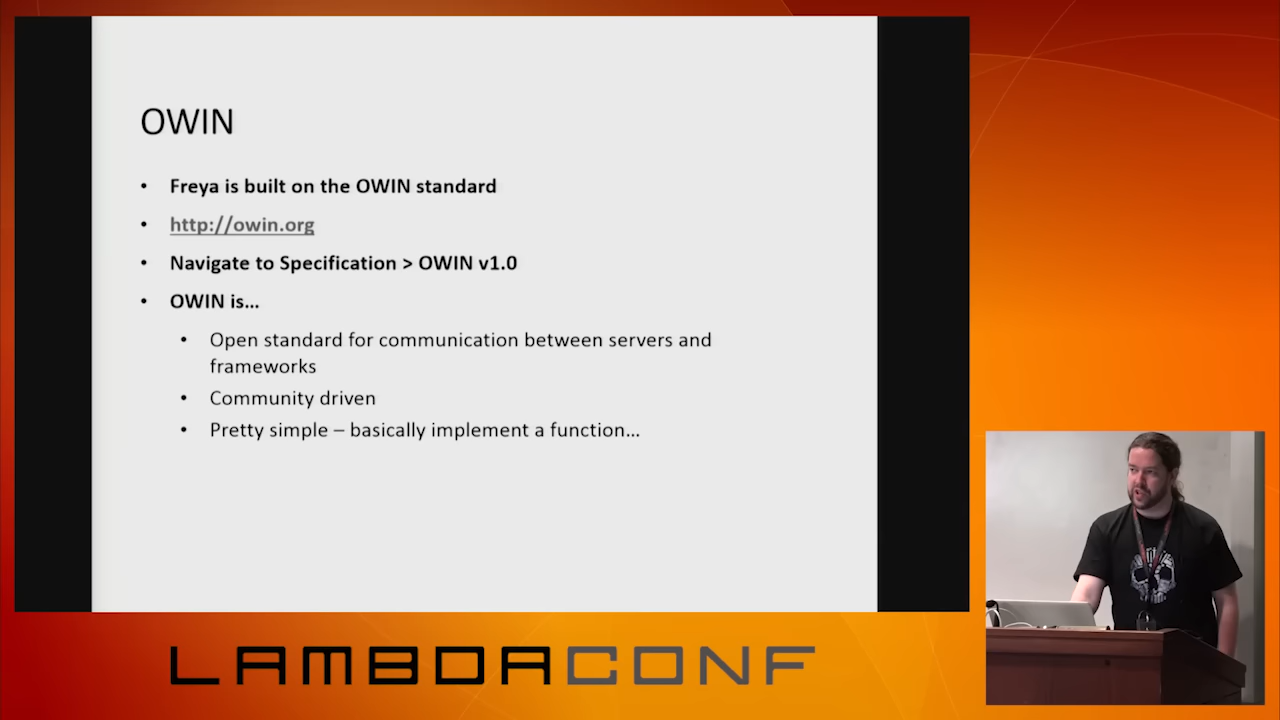 OWIN
• Freya is built on the OWIN standard
• http://owin.org
• Navigate to Specification > OWIN v1.0
• OWIN is…
• Open standard for communication between servers and
frameworks
• Community driven
• Pretty simple – basically implement a function…
LAMBDACONF